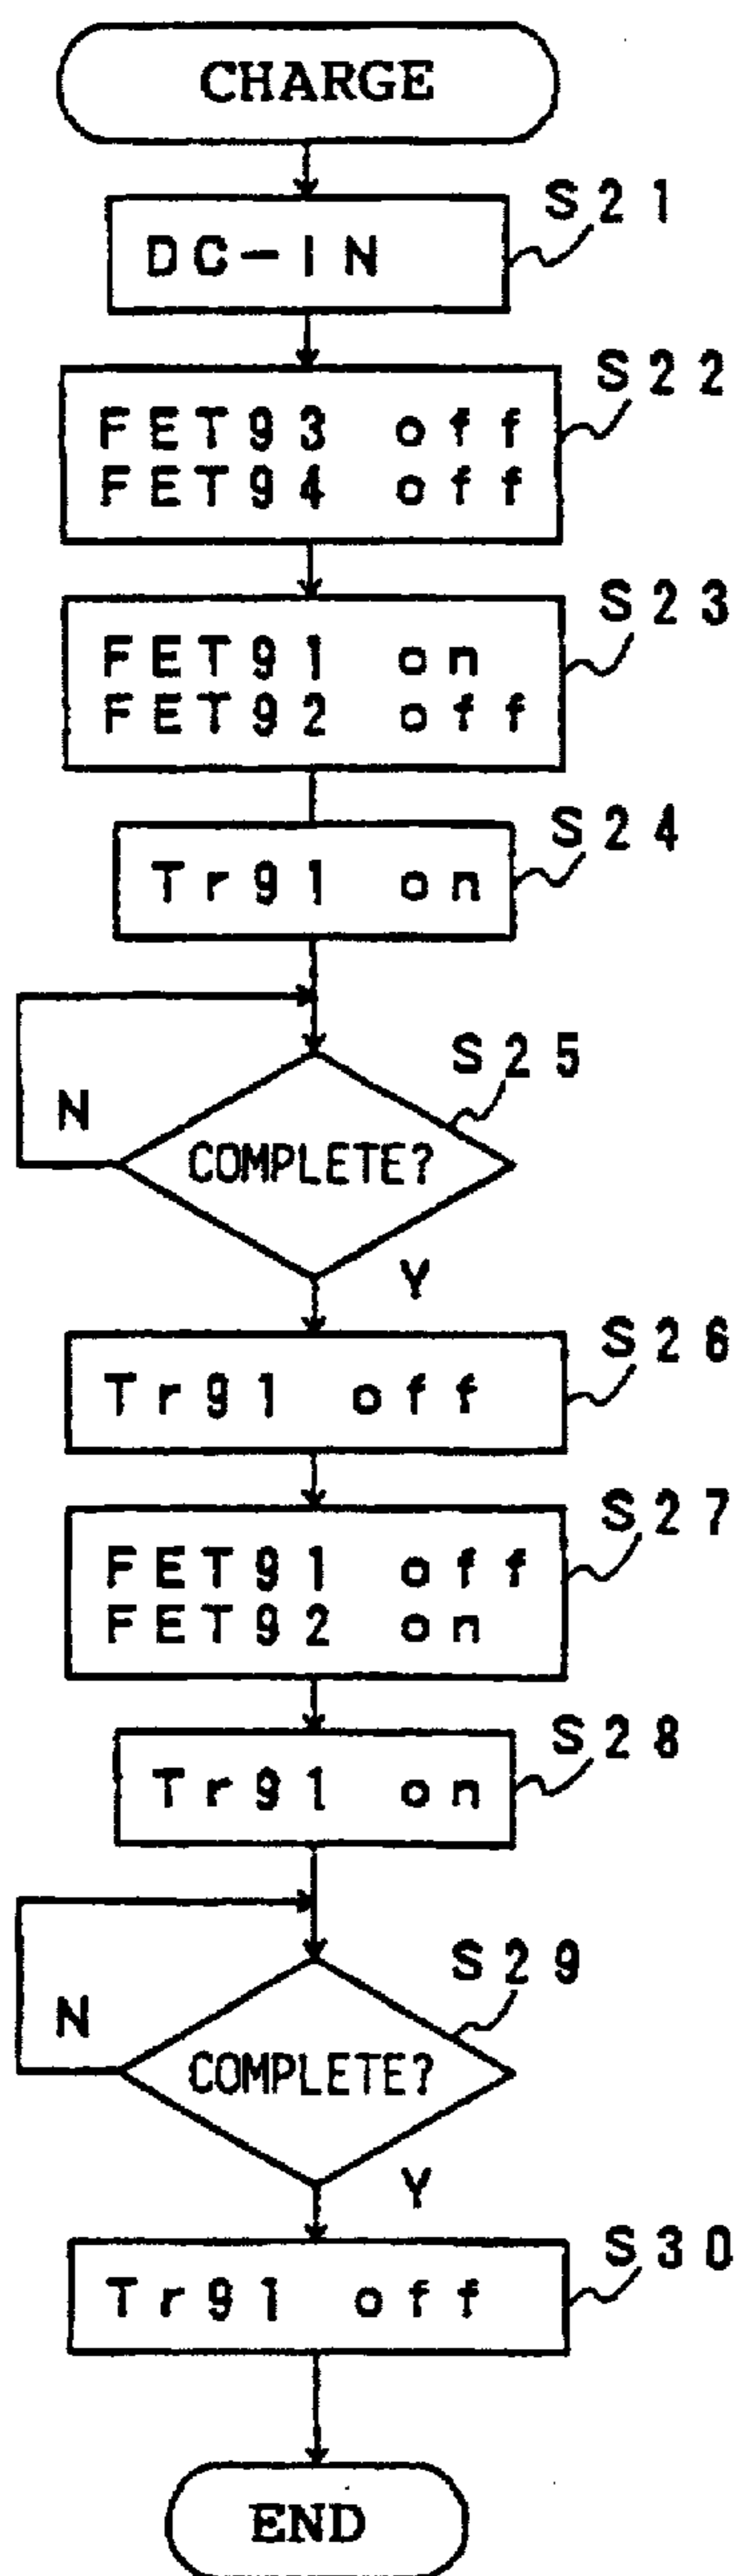 CHARGE
S21
DC-IN
S22
FET93 off
FET94 off
S23
FET91 on
FET92 off
S24
Tr91 on
S25
N
COMPLETE?
Y
S26
Tr91 off
S27
FET91 off
FET92 on
S28
Tr91 on
S29
N
COMPLETE?
Y
S30
Tr91 off
END